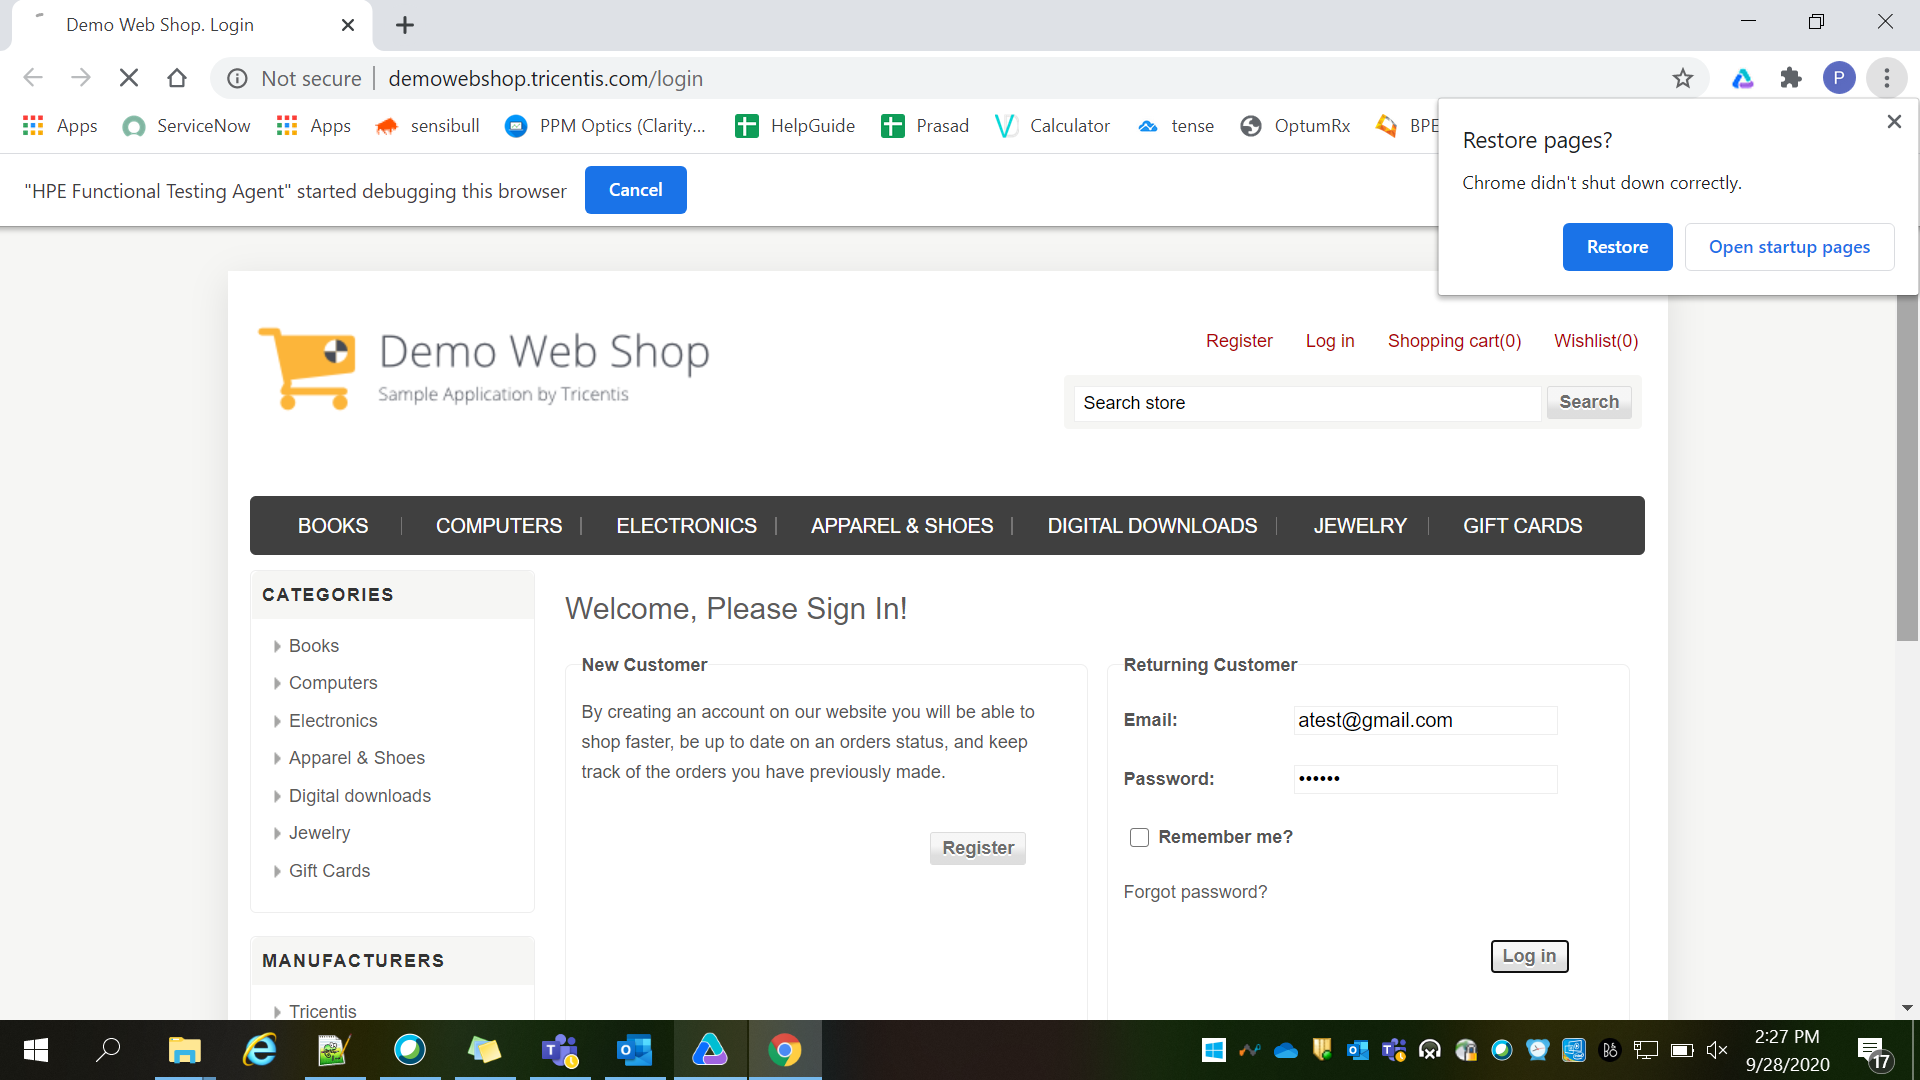 Demo Web Shop. Login
Not secure
demowebshop.tricentis.com/login
P
Apps
ServiceNow
Apps
sensibull
PPM Optics (Clarity...
HelpGuide
Prasad
Calculator
tense
OptumRx
BPE
"HPE Functional Testing Agent" started debugging this browser
Cancel
Restore pages?
Chrome didn't shut down correctly.
Restore
Open startup pages
Demo Web Shop
Sample Application by Tricentis
Register
Log in
Shopping cart(0)
Wishlist(0)
Search store
Search
BOOKS
COMPUTERS
ELECTRONICS
APPAREL & SHOES
DIGITAL DOWNLOADS
JEWELRY
GIFT CARDS
CATEGORIES
Books
Computers
Electronics
Apparel & Shoes
Digital downloads
Jewelry
Gift Cards
MANUFACTURERS
Tricentis
Welcome, Please Sign In!
New Customer
By creating an account on our website you will be able to
shop faster, be up to date on an orders status, and keep
track of the orders you have previously made.
Register
Returning Customer
Email:
atest@gmail.com
Password:
••••••
Remember me?
Forgot password?
Log in
2:27 PM
9/28/2020
17